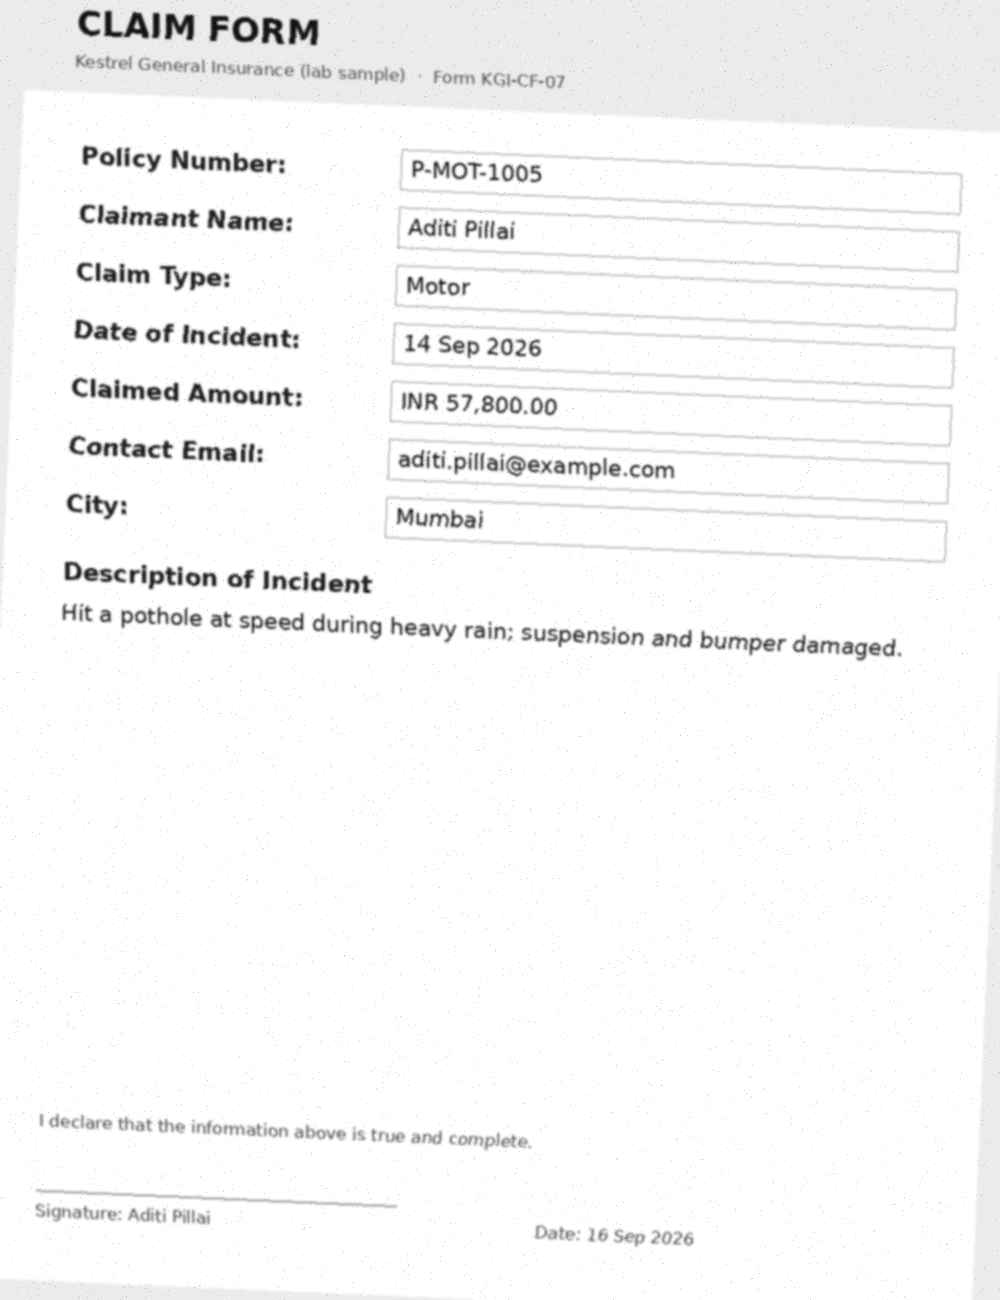 CLAIM FORM
Kestrel General Insurance (lab sample) · Form KGI-CF-07
Policy Number: P-MOT-1005
Claimant Name: Aditi Pillai
Claim Type: Motor
Date of Incident: 14 Sep 2026
Claimed Amount: INR 57,800.00
Contact Email: aditi.pillai@example.com
City: Mumbai
Description of Incident
Hit a pothole at speed during heavy rain; suspension and bumper damaged.
I declare that the information above is true and complete.
Signature: Aditi Pillai Date: 16 Sep 2026